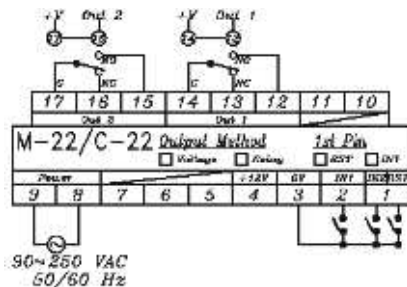 +V Out 2 +V Out 1
NO NO
C NC C NC
17 16 15 14 13 12 11 10
Out 2 Out 1
M-22/C-22 Output Method 1st Pin
Voltage Relay RST INT
Power +12V 0V INT RST
9 8 7 6 5 4 3 2 1
90~250 VAC
50/60 Hz